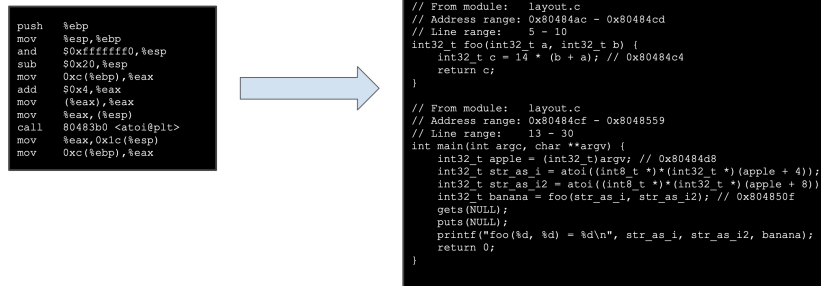 push %ebp
mov %esp,%ebp
and $0xfffffff0,%esp
sub $0x20,%esp
mov 0xc(%ebp),%eax
add $0x4,%eax
mov (%eax),%eax
mov %eax,(%esp)
call 80483b0 <atoi@plt>
mov %eax,0x1c(%esp)
mov 0xc(%ebp),%eax
// From module: layout.c
// Address range: 0x80484ac - 0x80484cd
// Line range: 5 - 10
int32_t foo(int32_t a, int32_t b) {
    int32_t c = 14 * (b + a); // 0x80484c4
    return c;
}
// From module: layout.c
// Address range: 0x80484cf - 0x8048559
// Line range: 13 - 30
int main(int argc, char **argv) {
    int32_t apple = (int32_t)argv; // 0x80484d8
    int32_t str_as_i = atoi((int8_t *)*(int32_t *)(apple + 4));
    int32_t str_as_i2 = atoi((int8_t *)*(int32_t *)(apple + 8))
    int32_t banana = foo(str_as_i, str_as_i2); // 0x804850f
    gets(NULL);
    puts(NULL);
    printf("foo(%d, %d) = %d\n", str_as_i, str_as_i2, banana);
    return 0;
}